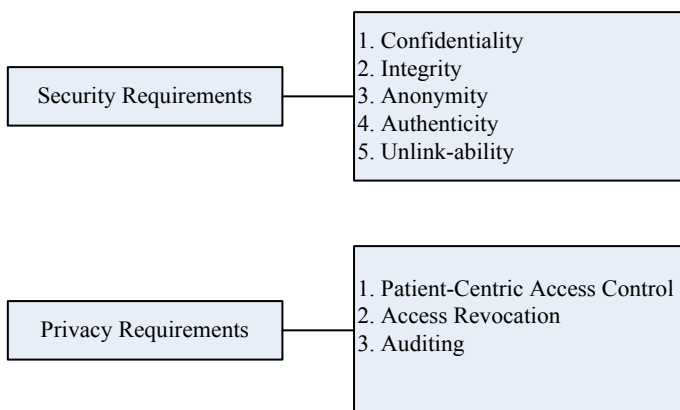 Security Requirements
1. Confidentiality
2. Integrity
3. Anonymity
4. Authenticity
5. Unlink-ability
Privacy Requirements
1. Patient-Centric Access Control
2. Access Revocation
3. Auditing